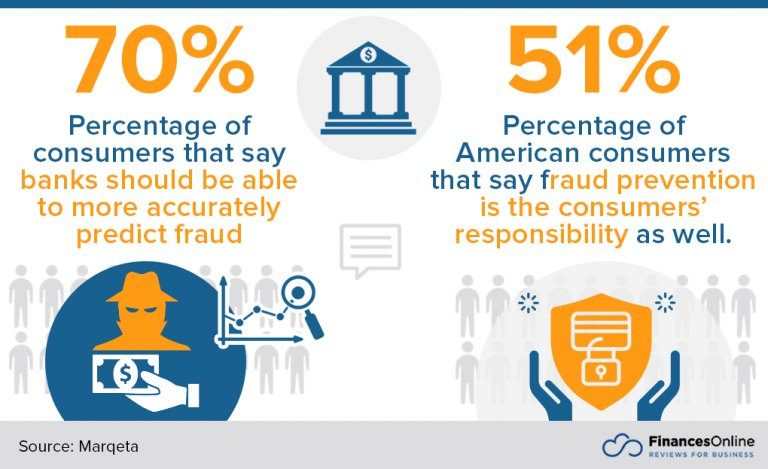 70%
Percentage of
consumers that say
banks should be able
to more accurately
predict fraud
$
51%
Percentage of
American consumers
that say fraud prevention
is the consumers’
responsibility as well.
$
Source: Marqeta
FinancesOnline
REVIEWS FOR BUSINESS